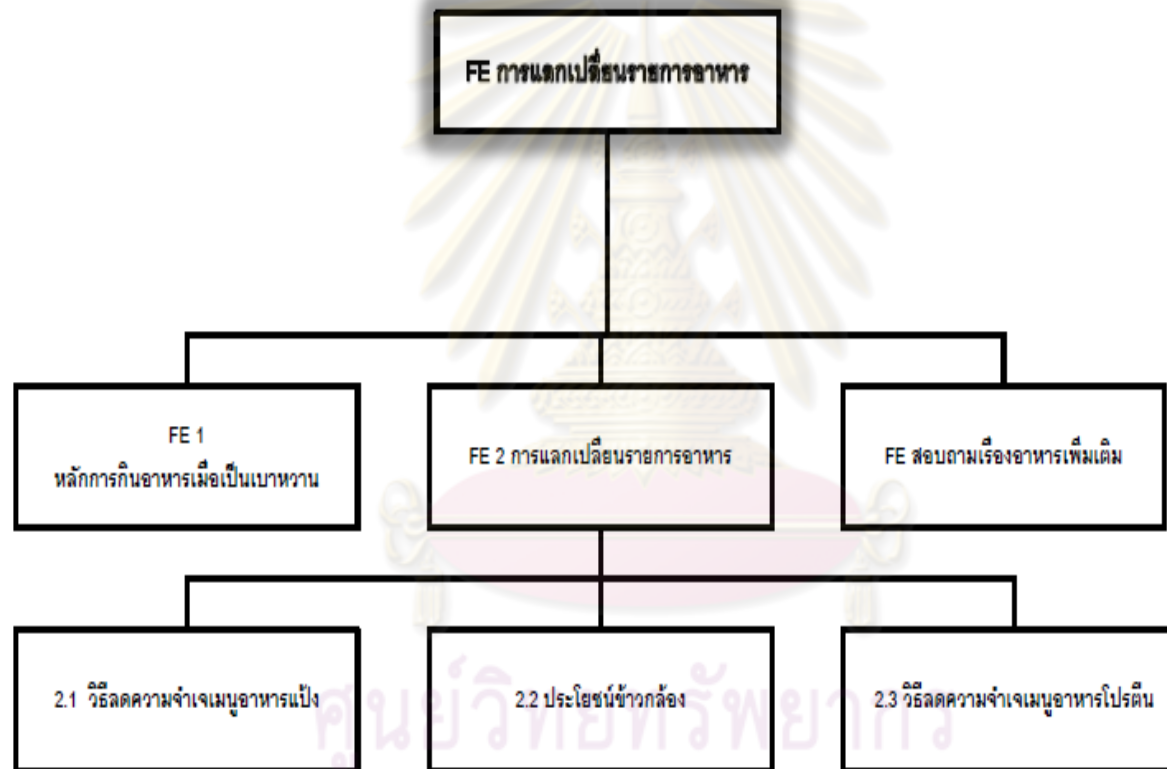 FE การแลกเปลี่ยนรายการอาหาร
FE 1
หลักการกินอาหารเมื่อเป็นเบาหวาน
FE 2 การแลกเปลี่ยนรายการอาหาร
FE สอบถามเรื่องอาหารเพิ่มเติม
2.1 วิธีลดความจำเจเมนูอาหารแป้ง
2.2 ประโยชน์ข้าวกล้อง
2.3 วิธีลดความจำเจเมนูอาหารโปรตีน
ศูนย์วิทยทรัพยากร